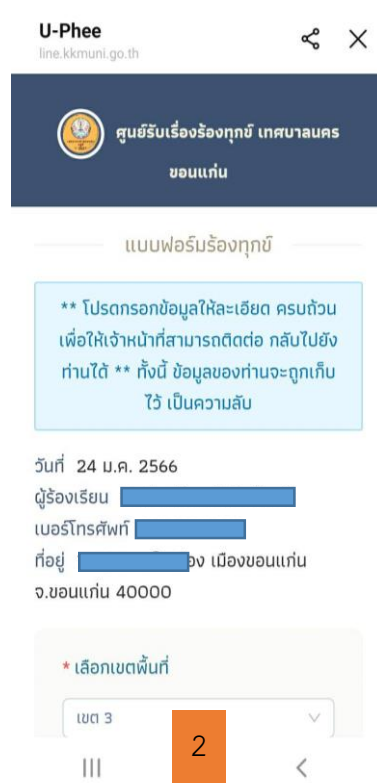 U-Phee
line.kkmuni.go.th
ศูนย์รับเรื่องร้องทุกข์ เทศบาลนคร
ขอนแก่น
แบบฟอร์มร้องทุกข์
** โปรดกรอกข้อมูลให้ละเอียด ครบถ้วน
เพื่อให้เจ้าหน้าที่สามารถติดต่อ กลับไปยัง
ท่านได้ ** ทั้งนี้ ข้อมูลของท่านจะถูกเก็บ
ไว้ เป็นความลับ
วันที่ 24 ม.ค. 2566
ผู้ร้องเรียน
เบอร์โทรศัพท์
ที่อยู่ อง เมืองขอนแก่น
จ.ขอนแก่น 40000
* เลือกเขตพื้นที่
เขต 3
2